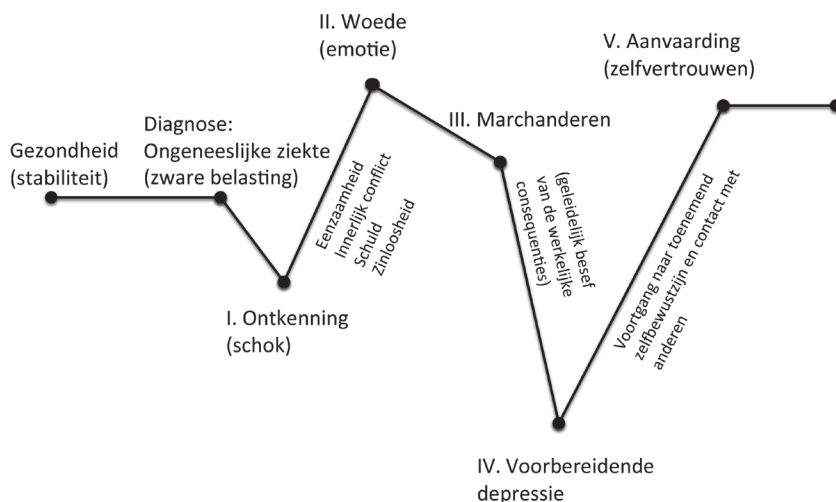 Gezondheid
(stabiliteit)
Diagnose:
Ongeneeslijke ziekte
(zware belasting)
I. Ontkenning
(schok)
Eenzaamheid
Innerlijk conflict
Schuld
Zinloosheid
II. Woede
(emotie)
III. Marchanderen
(geleidelijk besef
van de werkelijke
consequenties)
IV. Voorbereidende
depressie
Voortgang naar toenemend
zelfbewustzijn en contact met
anderen
V. Aanvaarding
(zelfvertrouwen)